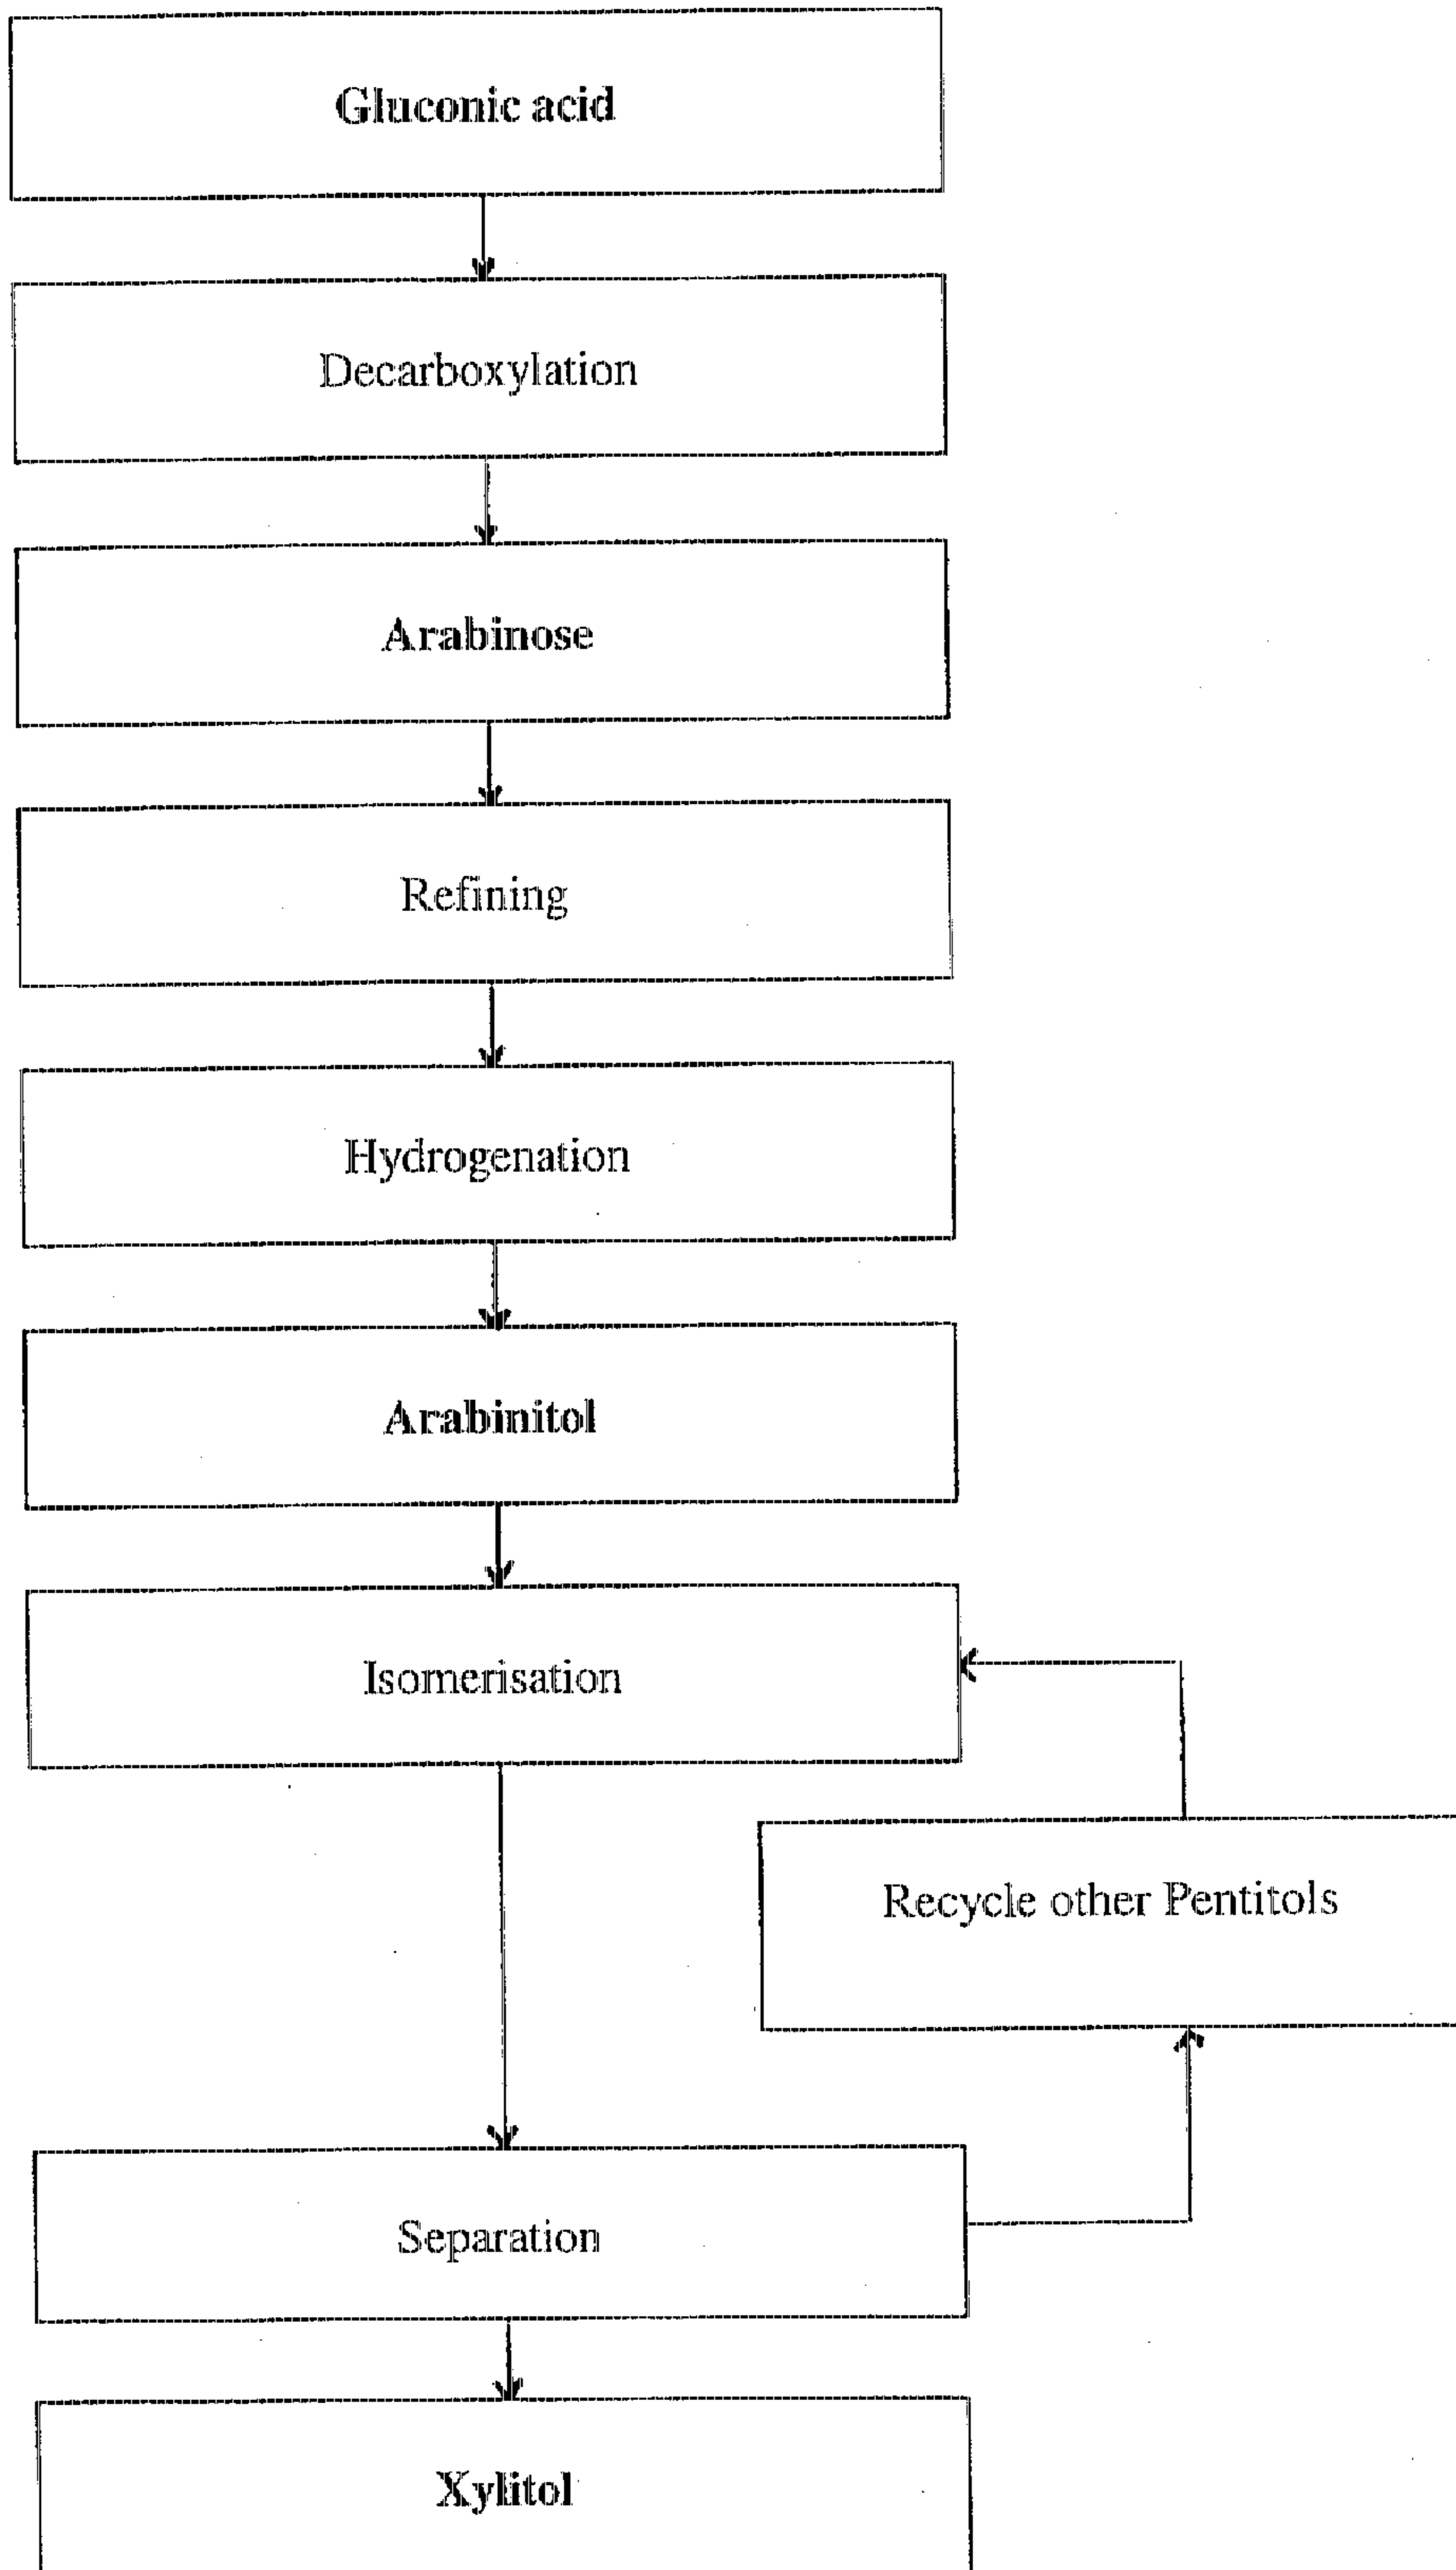 Gluconic acid
Decarboxylation
Arabinose
Refining
Hydrogenation
Arabinitol
Isomerisation
Recycle other Pentitols
Separation
Xylitol